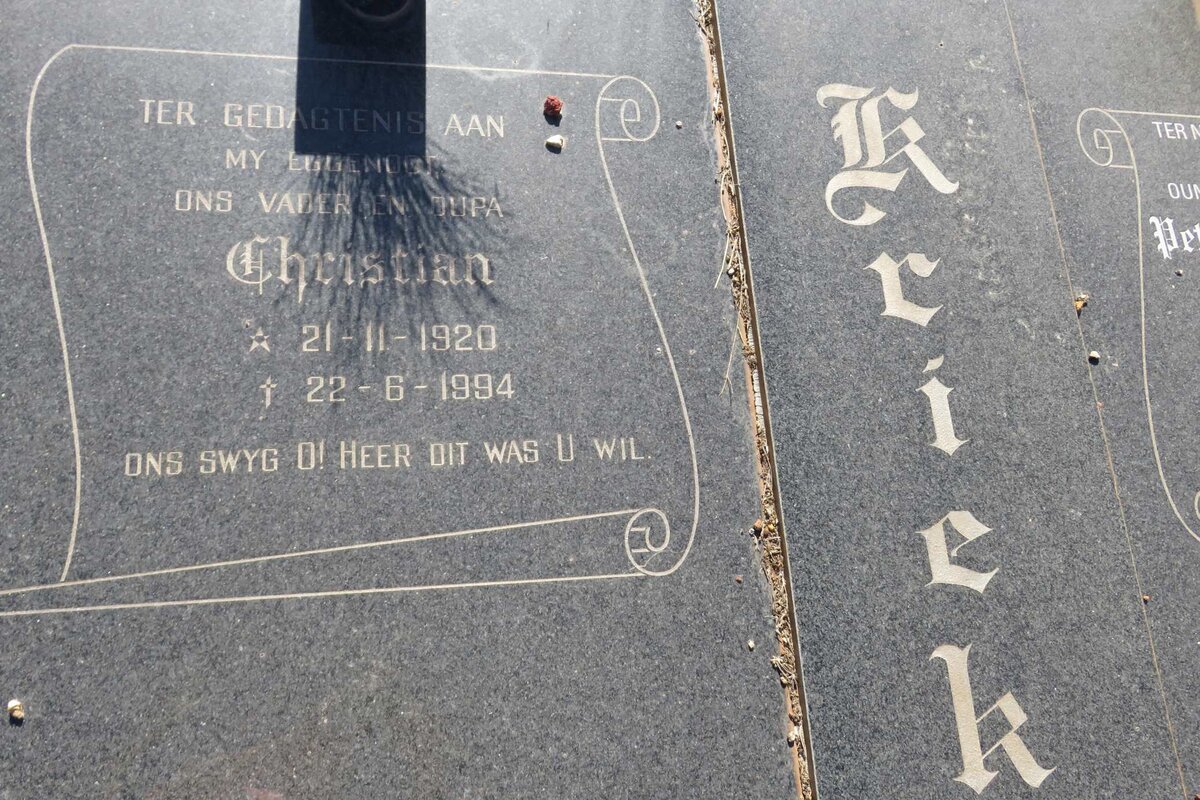 TER GEDAGTENIS AAN
MY EGGENOOT,
ONS VADER EN OUPA
Christian
21-11-1920
† 22-6-1994
ONS SWYG O! HEER DIT WAS U WIL.
Kriek
TER